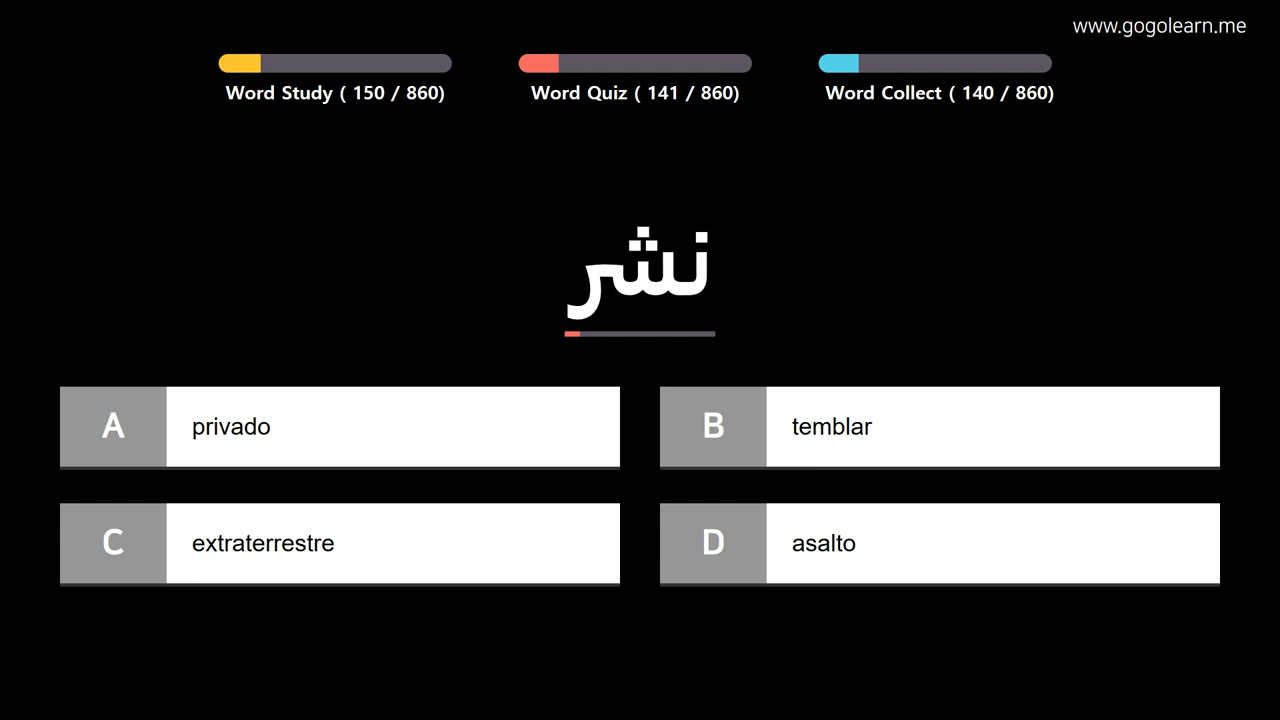 www.gogolearn.me
Word Study ( 150 / 860)
Word Quiz ( 141 / 860)
Word Collect ( 140 / 860)
نشر
A privado
B temblar
C extraterrestre
D asalto